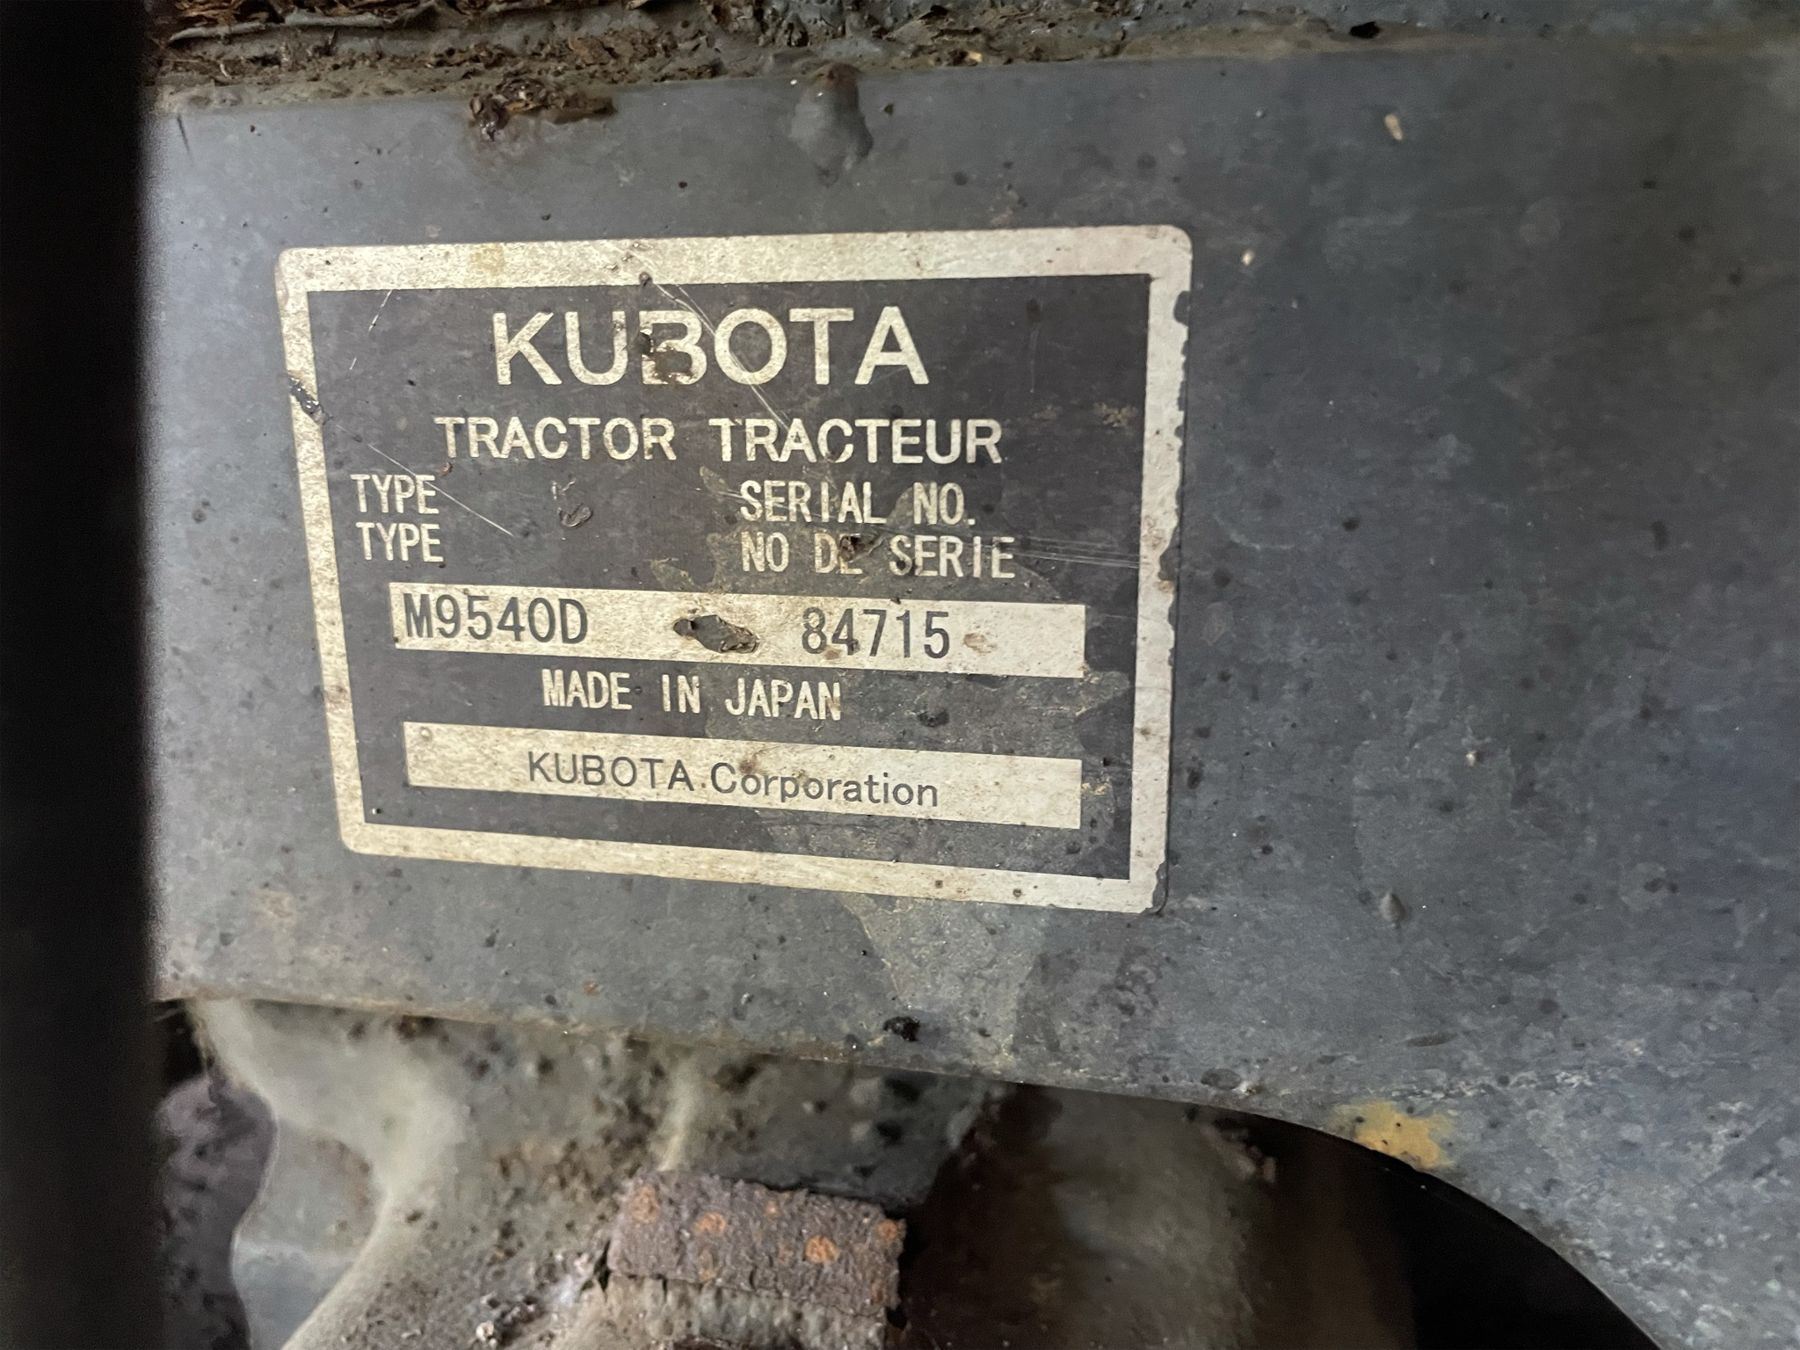 KUBOTA
TRACTOR TRACTEUR
TYPE SERIAL NO.
TYPE NO DE SERIE
M9540D 84715
MADE IN JAPAN
KUBOTA Corporation